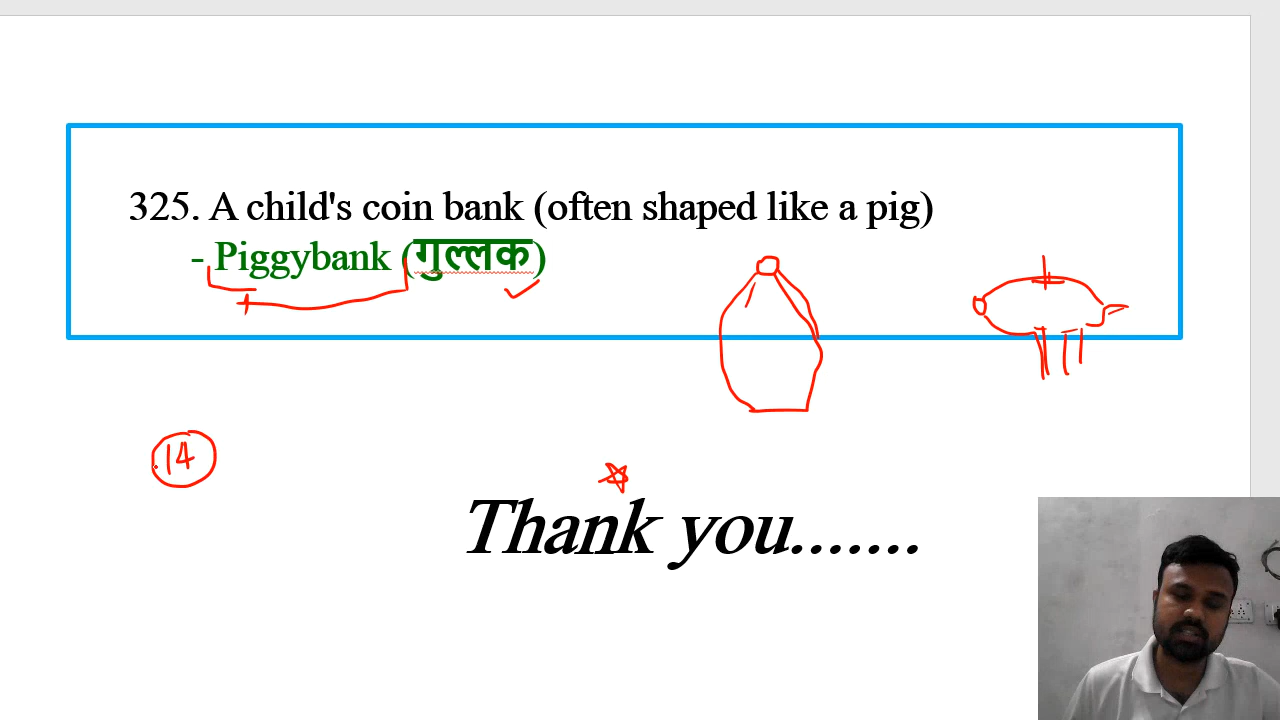 325. A child's coin bank (often shaped like a pig)
- Piggybank (गुल्लक)
14
Thank you.......